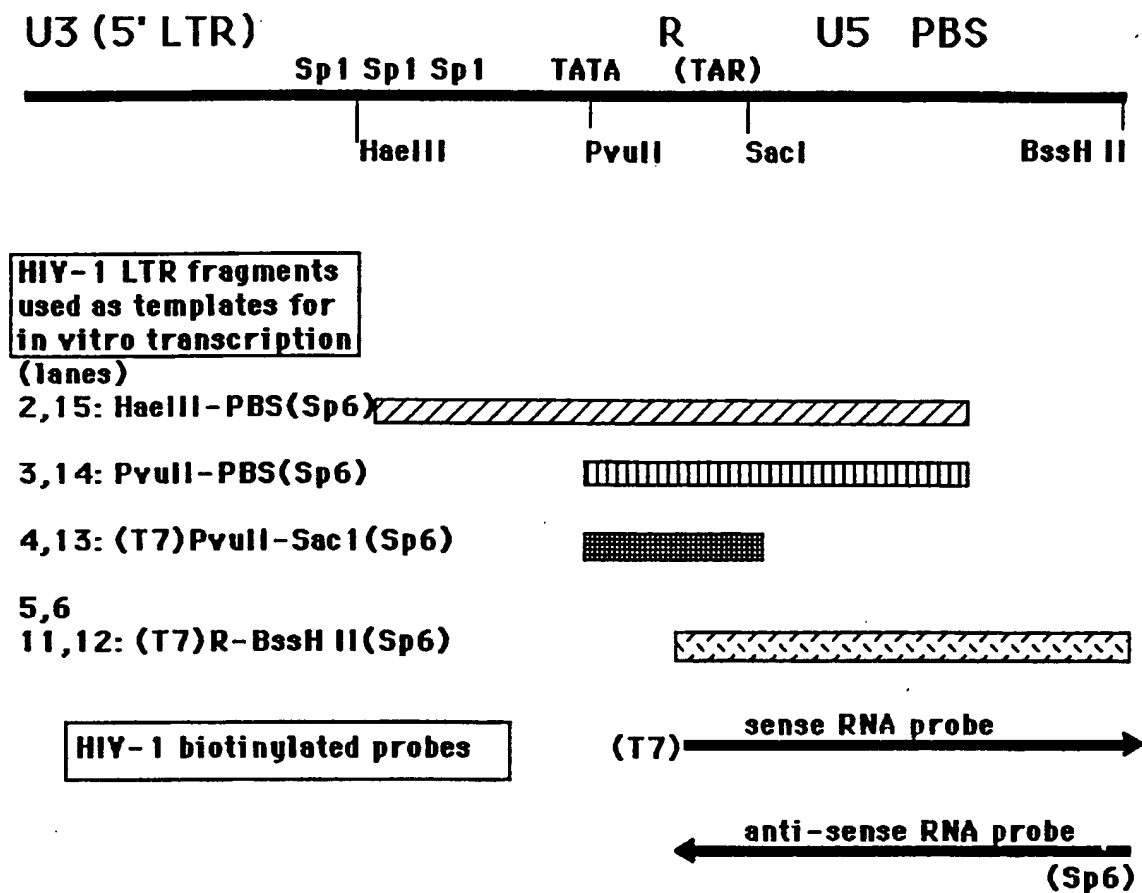 U3 (5' LTR) R U5 PBS
Sp1 Sp1 Sp1 TATA (TAR)
HaeIII PvuII SacI BssH II
HIV-1 LTR fragments
used as templates for
in vitro transcription
(lanes)
2,15: HaeIII-PBS(Sp6)
3,14: PvuII-PBS(Sp6)
4,13: (T7)PvuII-Sac1(Sp6)
5,6
11,12: (T7)R-BssH II(Sp6)
HIV-1 biotinylated probes
(T7) sense RNA probe
anti-sense RNA probe
(Sp6)